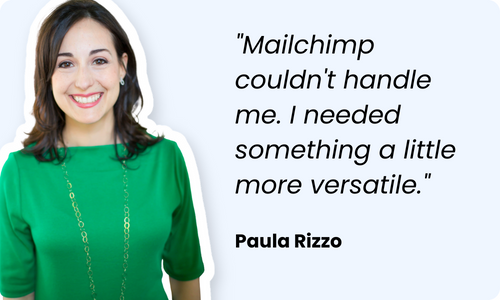 "Mailchimp
couldn't handle
me. I needed
something a little
more versatile."
Paula Rizzo